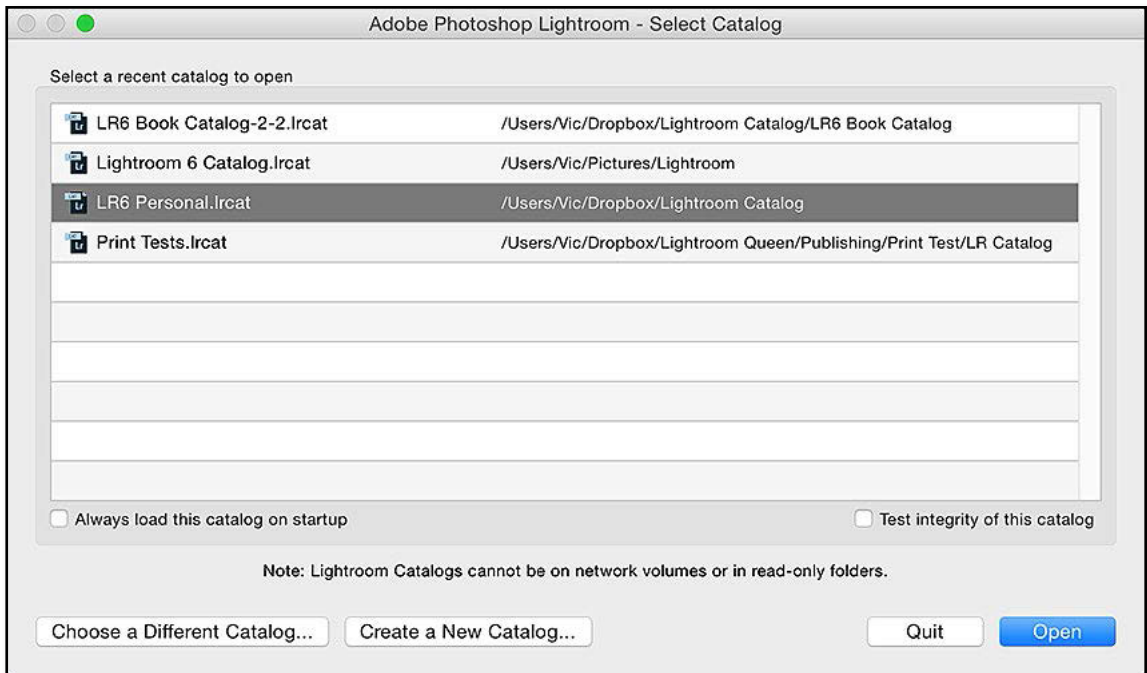 Adobe Photoshop Lightroom - Select Catalog
Select a recent catalog to open
LR6 Book Catalog-2-2.lrcat /Users/Vic/Dropbox/Lightroom Catalog/LR6 Book Catalog
Lightroom 6 Catalog.lrcat /Users/Vic/Pictures/Lightroom
LR6 Personal.lrcat /Users/Vic/Dropbox/Lightroom Catalog
Print Tests.lrcat /Users/Vic/Dropbox/Lightroom Queen/Publishing/Print Test/LR Catalog
Always load this catalog on startup Test integrity of this catalog
Note: Lightroom Catalogs cannot be on network volumes or in read-only folders.
Choose a Different Catalog... Create a New Catalog... Quit Open